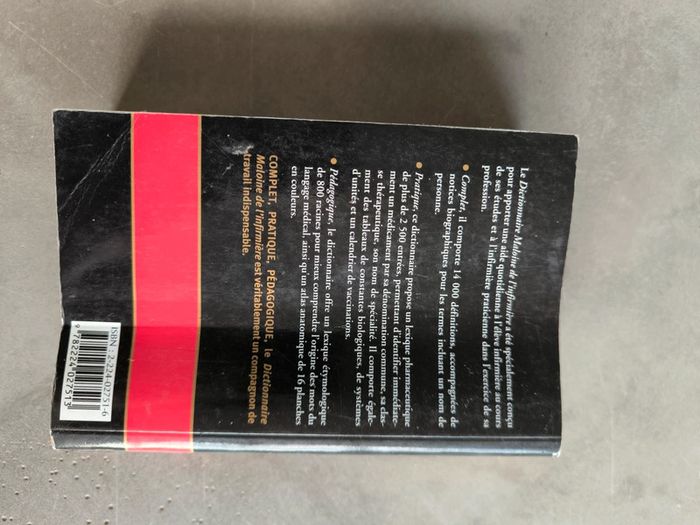 Le Dictionnaire Maloine de l'infirmière a été spécialement conçu
pour apporter une aide quotidienne à l'élève infirmière au cours
de ses études et à l'infirmière praticienne dans l'exercice de sa
profession.
• Complet, il comporte 14 000 définitions, accompagnées de
notices biographiques pour les termes incluant un nom de
personne.
• Pratique, ce dictionnaire propose un lexique pharmaceutique
de plus de 2 500 entrées, permettant d'identifier immédiate-
ment un médicament par sa dénomination commune, sa clas-
se thérapeutique, son nom de spécialité. Il comporte égale-
ment des tableaux de constantes biologiques, de systèmes
d'unités et un calendrier de vaccinations.
• Pédagogique, le dictionnaire offre un lexique étymologique
de 800 racines pour mieux comprendre l'origine des mots du
langage médical, ainsi qu'un atlas anatomique de 16 planches
en couleurs.
COMPLET, PRATIQUE, PÉDAGOGIQUE, le Dictionnaire
Maloine de l'infirmière est véritablement un compagnon de
travail indispensable.
ISBN: 2-224-02751-6
9 782224 027513